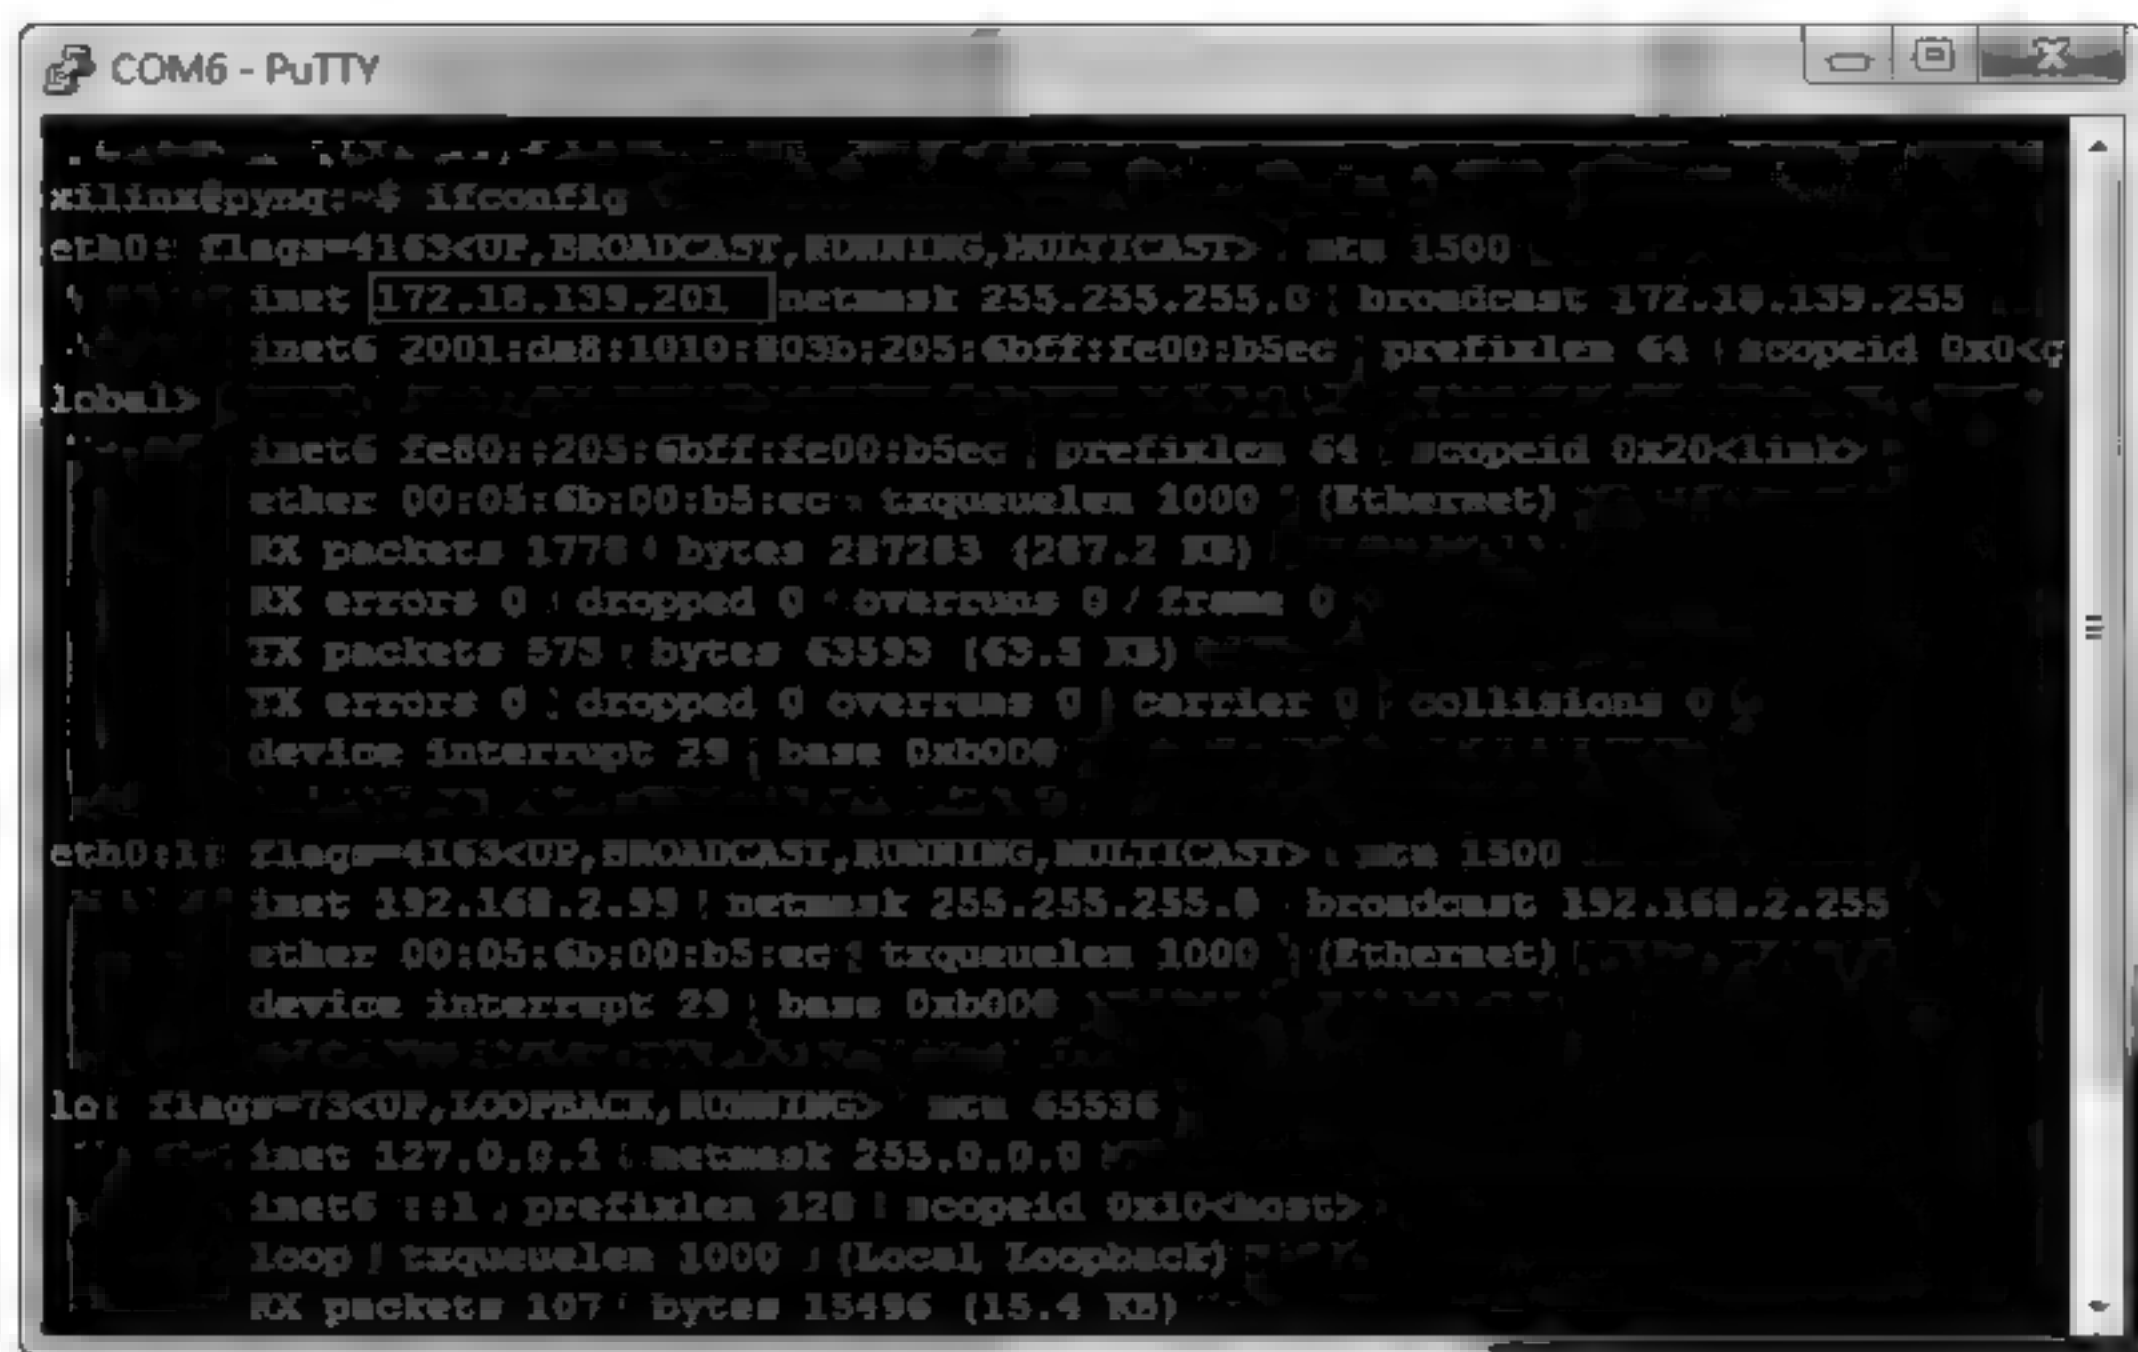 COM6 - PuTTY
xilinx@pynq:~$ ifconfig
eth0: flags=4163<UP,BROADCAST,RUNNING,MULTICAST> mtu 1500
inet 172.18.139.201 netmask 255.255.255.0 broadcast 172.18.139.255
inet6 2001:da8:1010:803b:205:6bff:fe00:b5ec prefixlen 64 scopeid 0x0<g
lobal>
inet6 fe80::205:6bff:fe00:b5ec prefixlen 64 scopeid 0x20<link>
ether 00:05:6b:00:b5:ec txqueuelen 1000 (Ethernet)
RX packets 1778 bytes 287283 (287.2 KB)
RX errors 0 dropped 0 overruns 0 frame 0
TX packets 573 bytes 63593 (63.5 KB)
TX errors 0 dropped 0 overruns 0 carrier 0 collisions 0
device interrupt 29 base 0xb000
eth0:1: flags=4163<UP,BROADCAST,RUNNING,MULTICAST> mtu 1500
inet 192.168.2.99 netmask 255.255.255.0 broadcast 192.168.2.255
ether 00:05:6b:00:b5:ec txqueuelen 1000 (Ethernet)
device interrupt 29 base 0xb000
lo: flags=73<UP,LOOPBACK,RUNNING> mtu 65536
inet 127.0.0.1 netmask 255.0.0.0
inet6 ::1 prefixlen 128 scopeid 0x10<host>
loop txqueuelen 1000 (Local Loopback)
RX packets 107 bytes 15496 (15.4 KB)